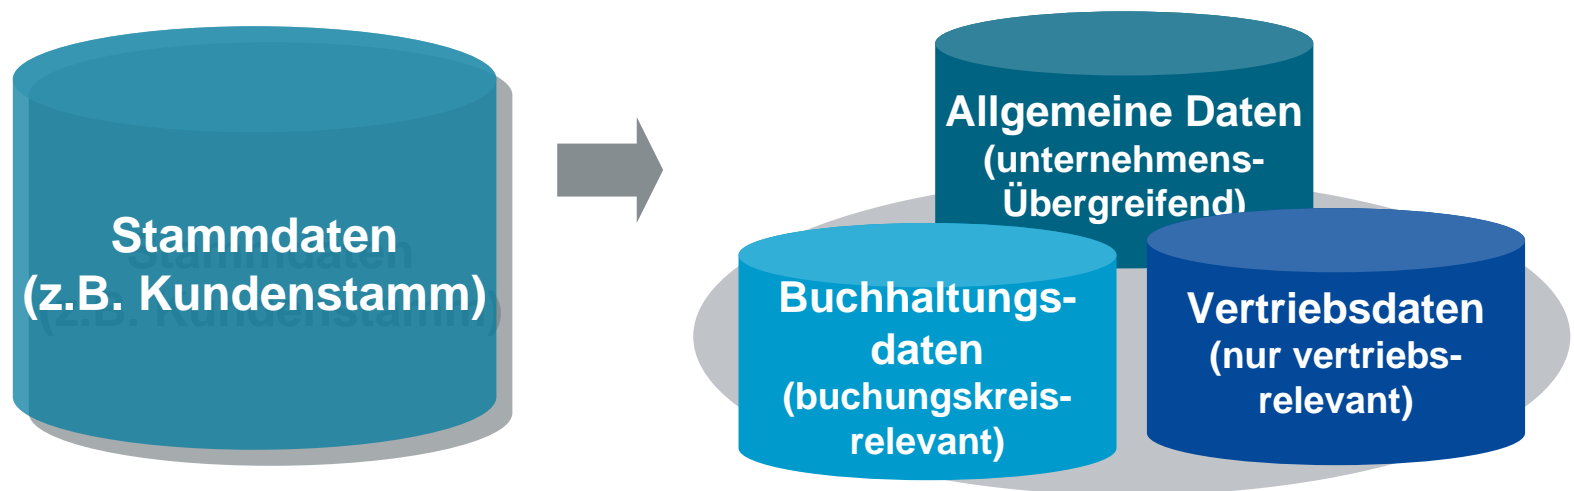 Stammdaten
(z.B. Kundenstamm)
Allgemeine Daten
(unternehmens-
Übergreifend)
Buchhaltungs-
daten
(buchungskreis-
relevant)
Vertriebsdaten
(nur vertriebs-
relevant)